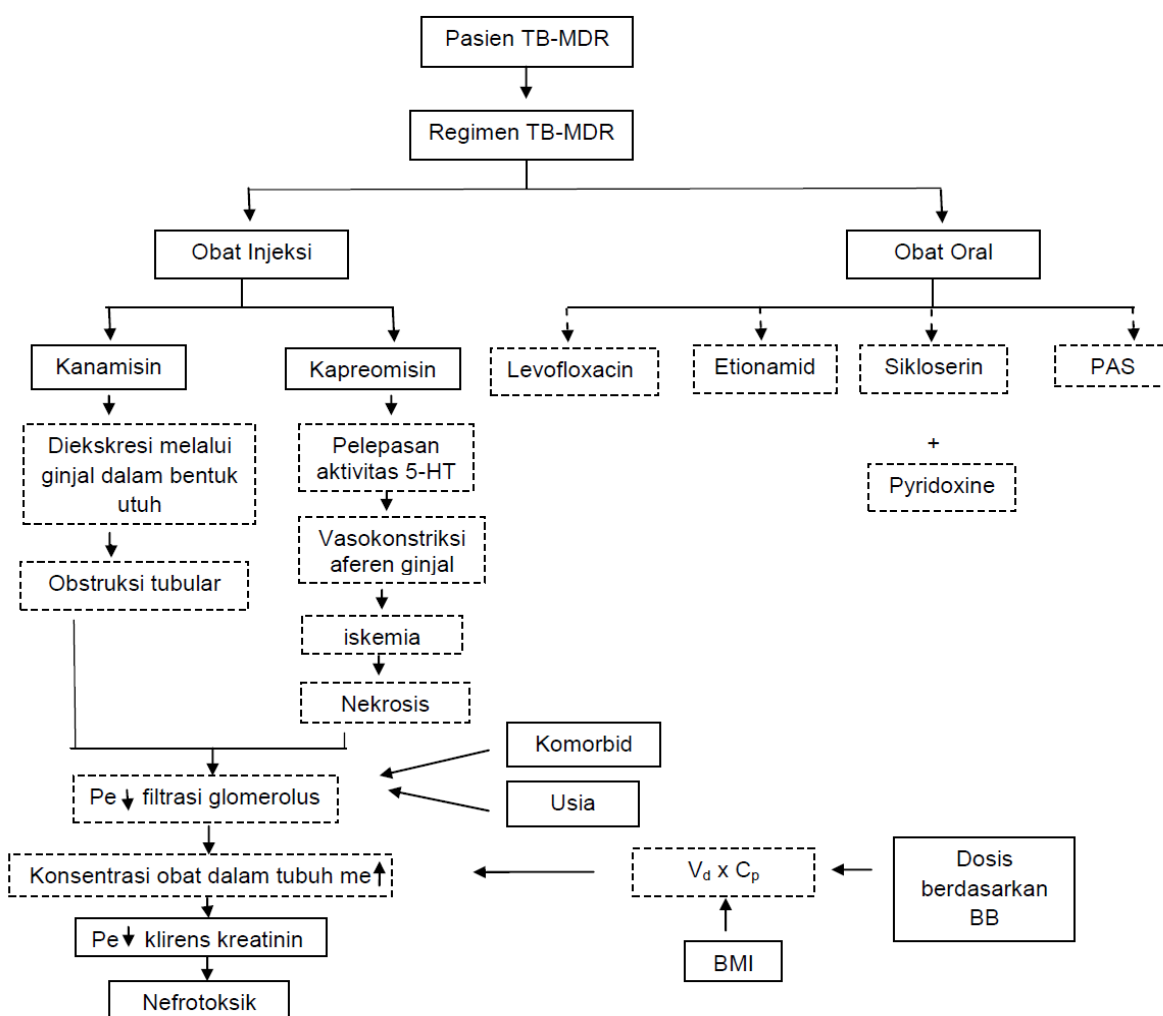 Pasien TB-MDR
Regimen TB-MDR
Obat Injeksi
Obat Oral
Kanamisin
Kapreomisin
Levofloxacin
Etionamid
Sikloserin
PAS
Diekskresi melalui
ginjal dalam bentuk
utuh
Pelepasan
aktivitas 5-HT
+
Pyridoxine
Vasokonstriksi
aferen ginjal
Obstruksi tubular
iskemia
Nekrosis
Komorbid
Usia
Pe↓ filtrasi glomerolus
Konsentrasi obat dalam tubuh me↑
Vd x Cp
Dosis
berdasarkan
BB
Pe↓ klirens kreatinin
BMI
Nefrotoksik